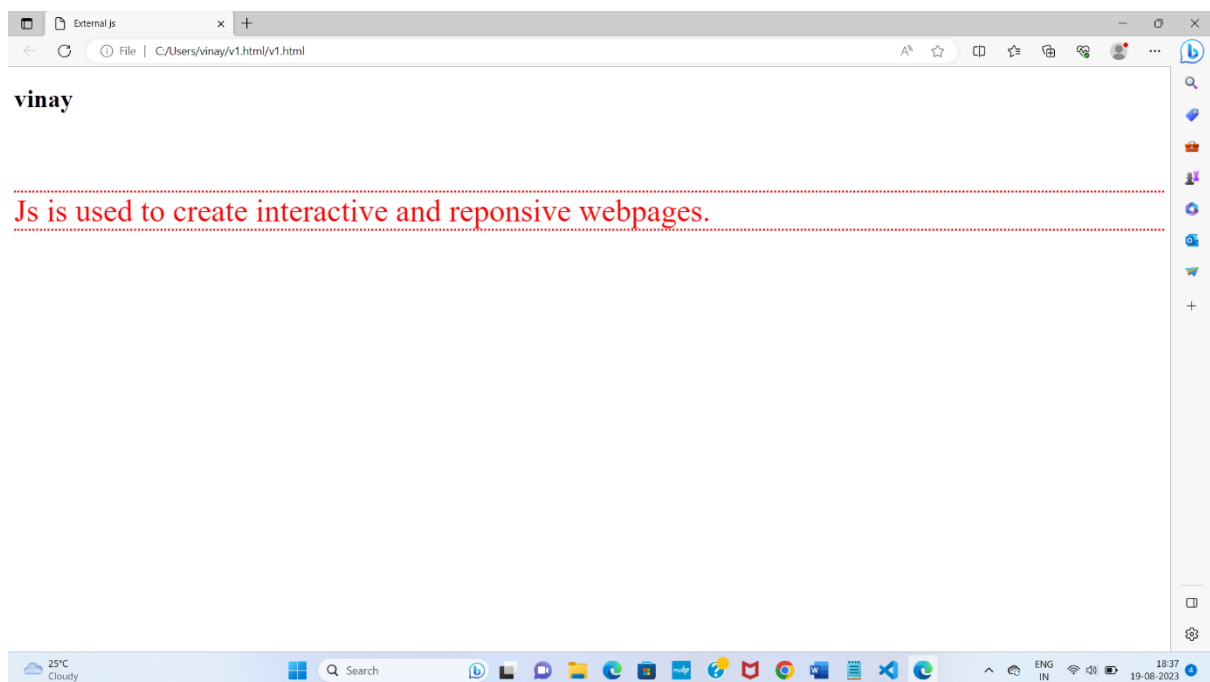 External js
File | C:/Users/vinay/v1.html/v1.html
vinay
Js is used to create interactive and reponsive webpages.
25°C
Cloudy
Search
ENG
IN
18:37
19-08-2023
4